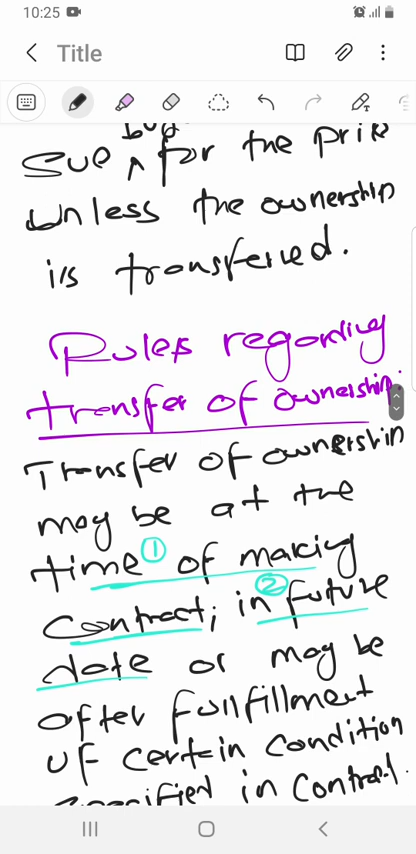 10:25
Title
buy
sue ^ for the pric
Unless the ownership
is transferred.
Rules regarding
transfer of ownership.
Transfer of ownership
may be at the
time ① of making
Contract; in ② future
date or may be
after fullfillment
of certain condition
specified in contract.